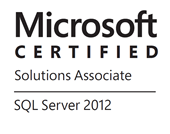 Microsoft
CERTIFIED
Solutions Associate
SQL Server 2012